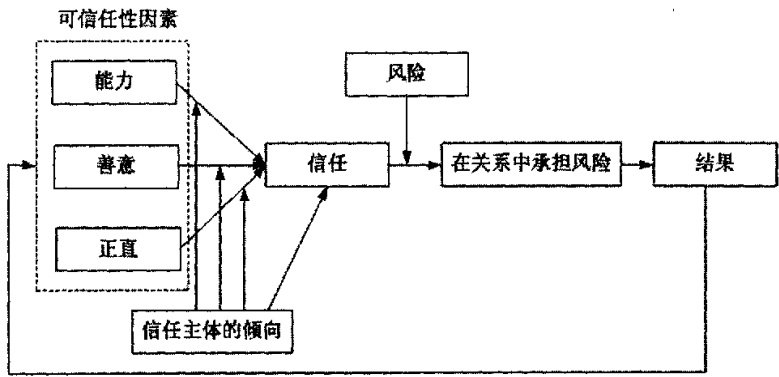 可信任性因素
能力
风险
善意
信任
在关系中承担风险
结果
正直
信任主体的倾向